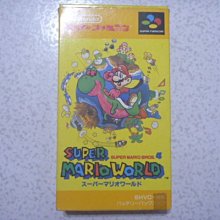 Nintendo
SUPER FAMICOM
SUPER MARIO BROS. 4
SUPER
MARIO WORLD
スーパーマリオワールド
SHVC